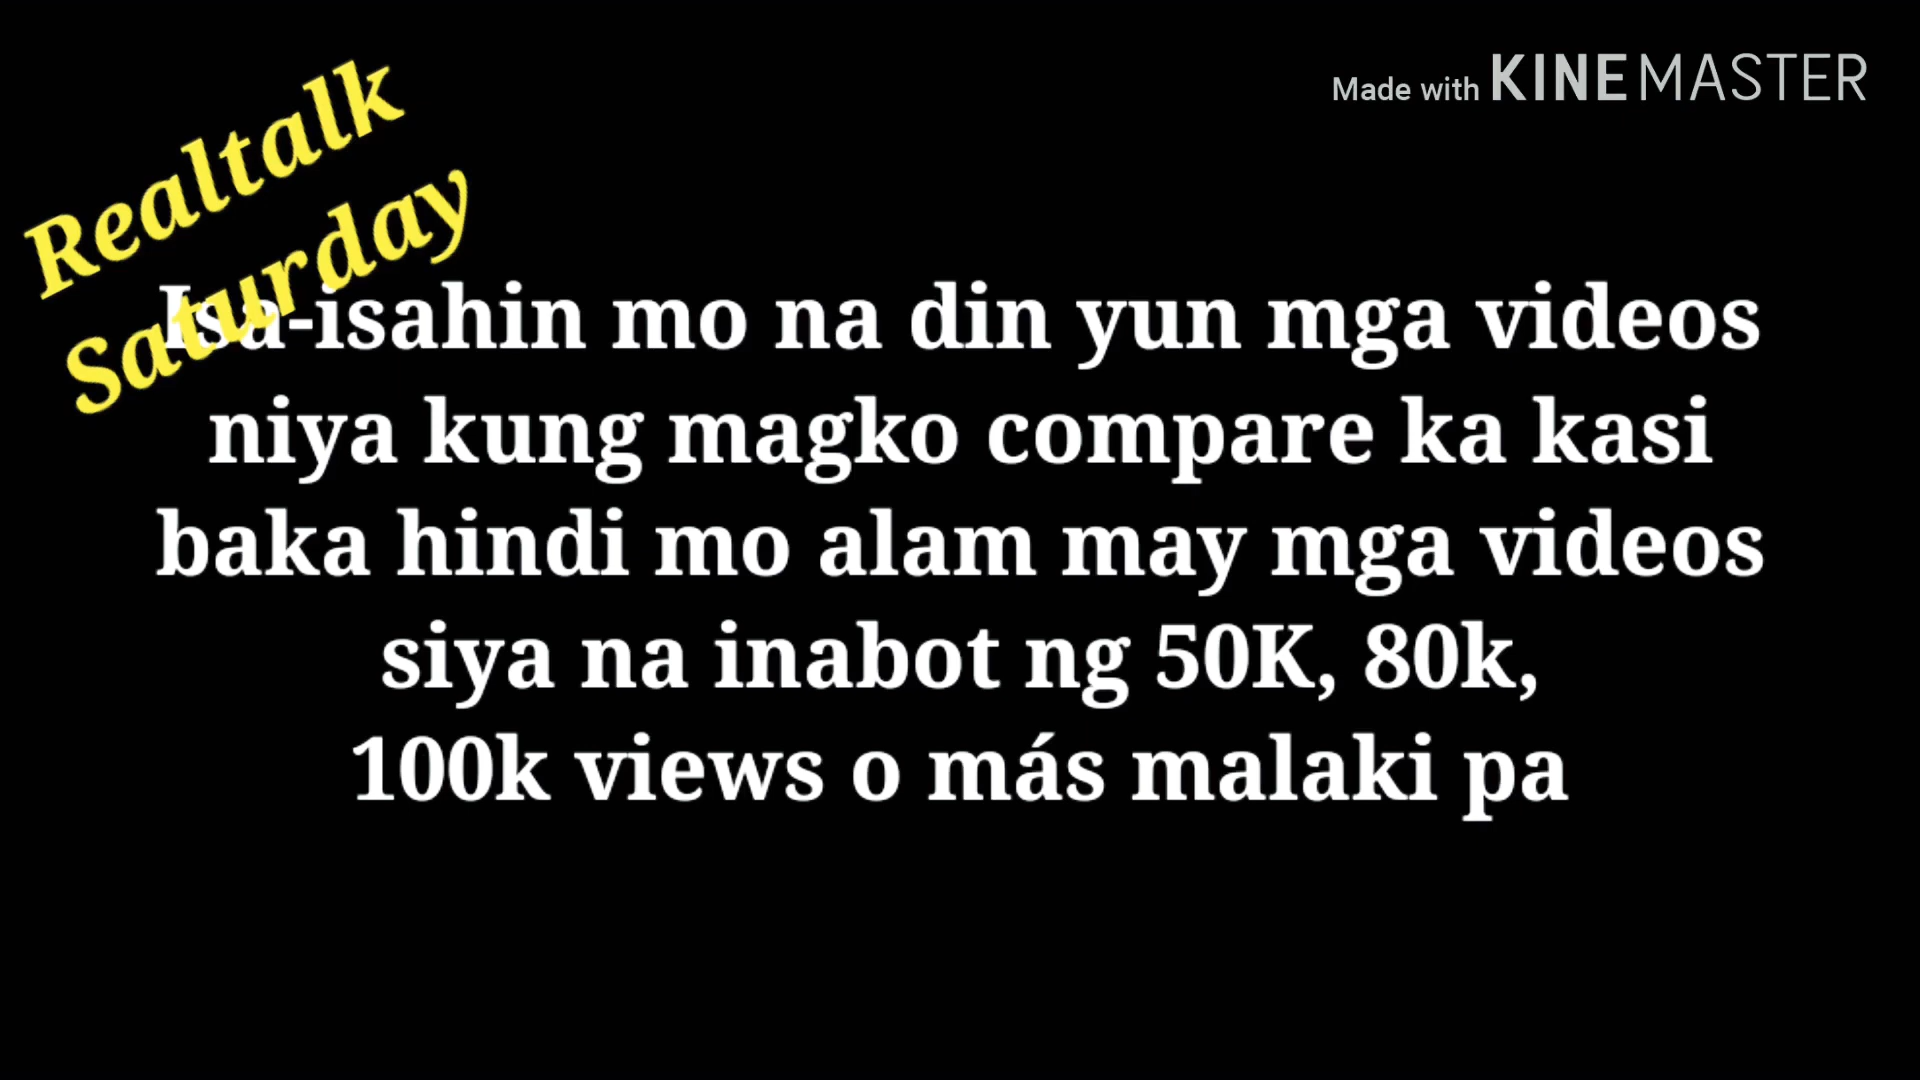 Realtalk
Saturday
Made with KINEMASTER
Isa-isahin mo na din yun mga videos
niya kung magko compare ka kasi
baka hindi mo alam may mga videos
siya na inabot ng 50K, 80k,
100k views o más malaki pa